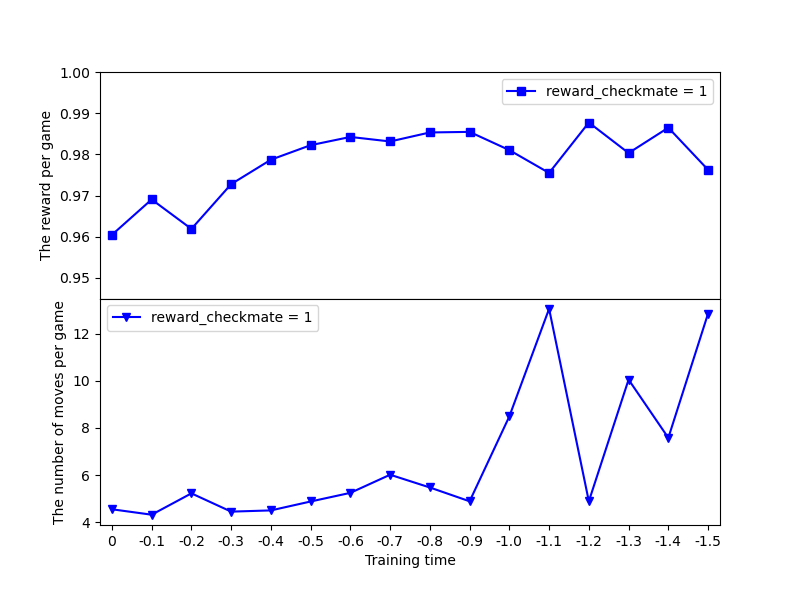 1.00
0.99
0.98
0.97
0.96
0.95
The reward per game
reward_checkmate = 1
12
10
8
6
4
The number of moves per game
reward_checkmate = 1
0 -0.1 -0.2 -0.3 -0.4 -0.5 -0.6 -0.7 -0.8 -0.9 -1.0 -1.1 -1.2 -1.3 -1.4 -1.5
Training time